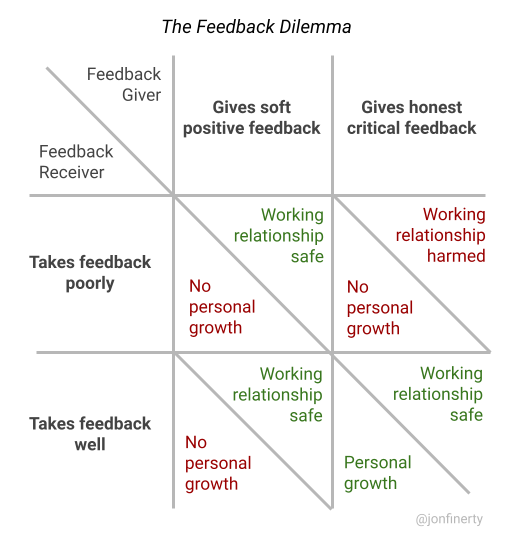 The Feedback Dilemma
Feedback
Giver
Feedback
Receiver
Gives soft
positive feedback
Gives honest
critical feedback
Takes feedback
poorly
Working
relationship
safe
No
personal
growth
Working
relationship
harmed
No
personal
growth
Takes feedback
well
Working
relationship
safe
No
personal
growth
Working
relationship
safe
Personal
growth
@jonfinerty